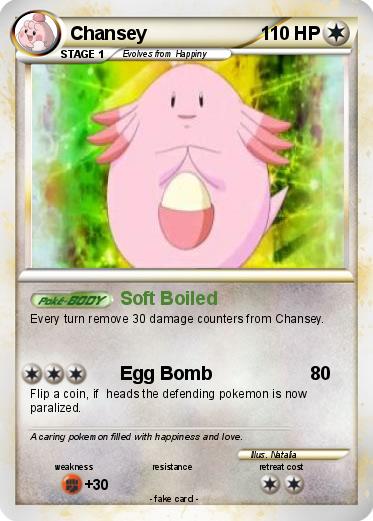 Chansey 110 HP
STAGE 1 Evolves from Happiny
Poké-BODY Soft Boiled
Every turn remove 30 damage counters from Chansey.
Egg Bomb 80
Flip a coin, if heads the defending pokemon is now
paralized.
A caring pokemon filled with happiness and love.
Illus. Natalia
weakness resistance retreat cost
+30
- fake card -